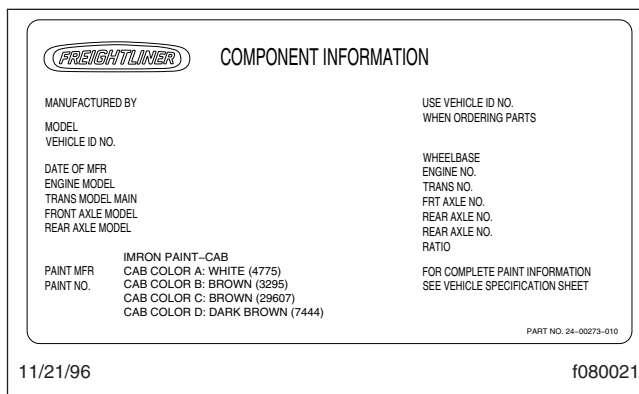 FREIGHTLINER COMPONENT INFORMATION
MANUFACTURED BY
MODEL
VEHICLE ID NO.
DATE OF MFR
ENGINE MODEL
TRANS MODEL MAIN
FRONT AXLE MODEL
REAR AXLE MODEL
USE VEHICLE ID NO.
WHEN ORDERING PARTS
WHEELBASE
ENGINE NO.
TRANS NO.
FRT AXLE NO.
REAR AXLE NO.
REAR AXLE NO.
RATIO
IMRON PAINT–CAB
PAINT MFR CAB COLOR A: WHITE (4775)
PAINT NO. CAB COLOR B: BROWN (3295)
CAB COLOR C: BROWN (29607)
CAB COLOR D: DARK BROWN (7444)
FOR COMPLETE PAINT INFORMATION
SEE VEHICLE SPECIFICATION SHEET
PART NO. 24–00273–010
11/21/96 f080021